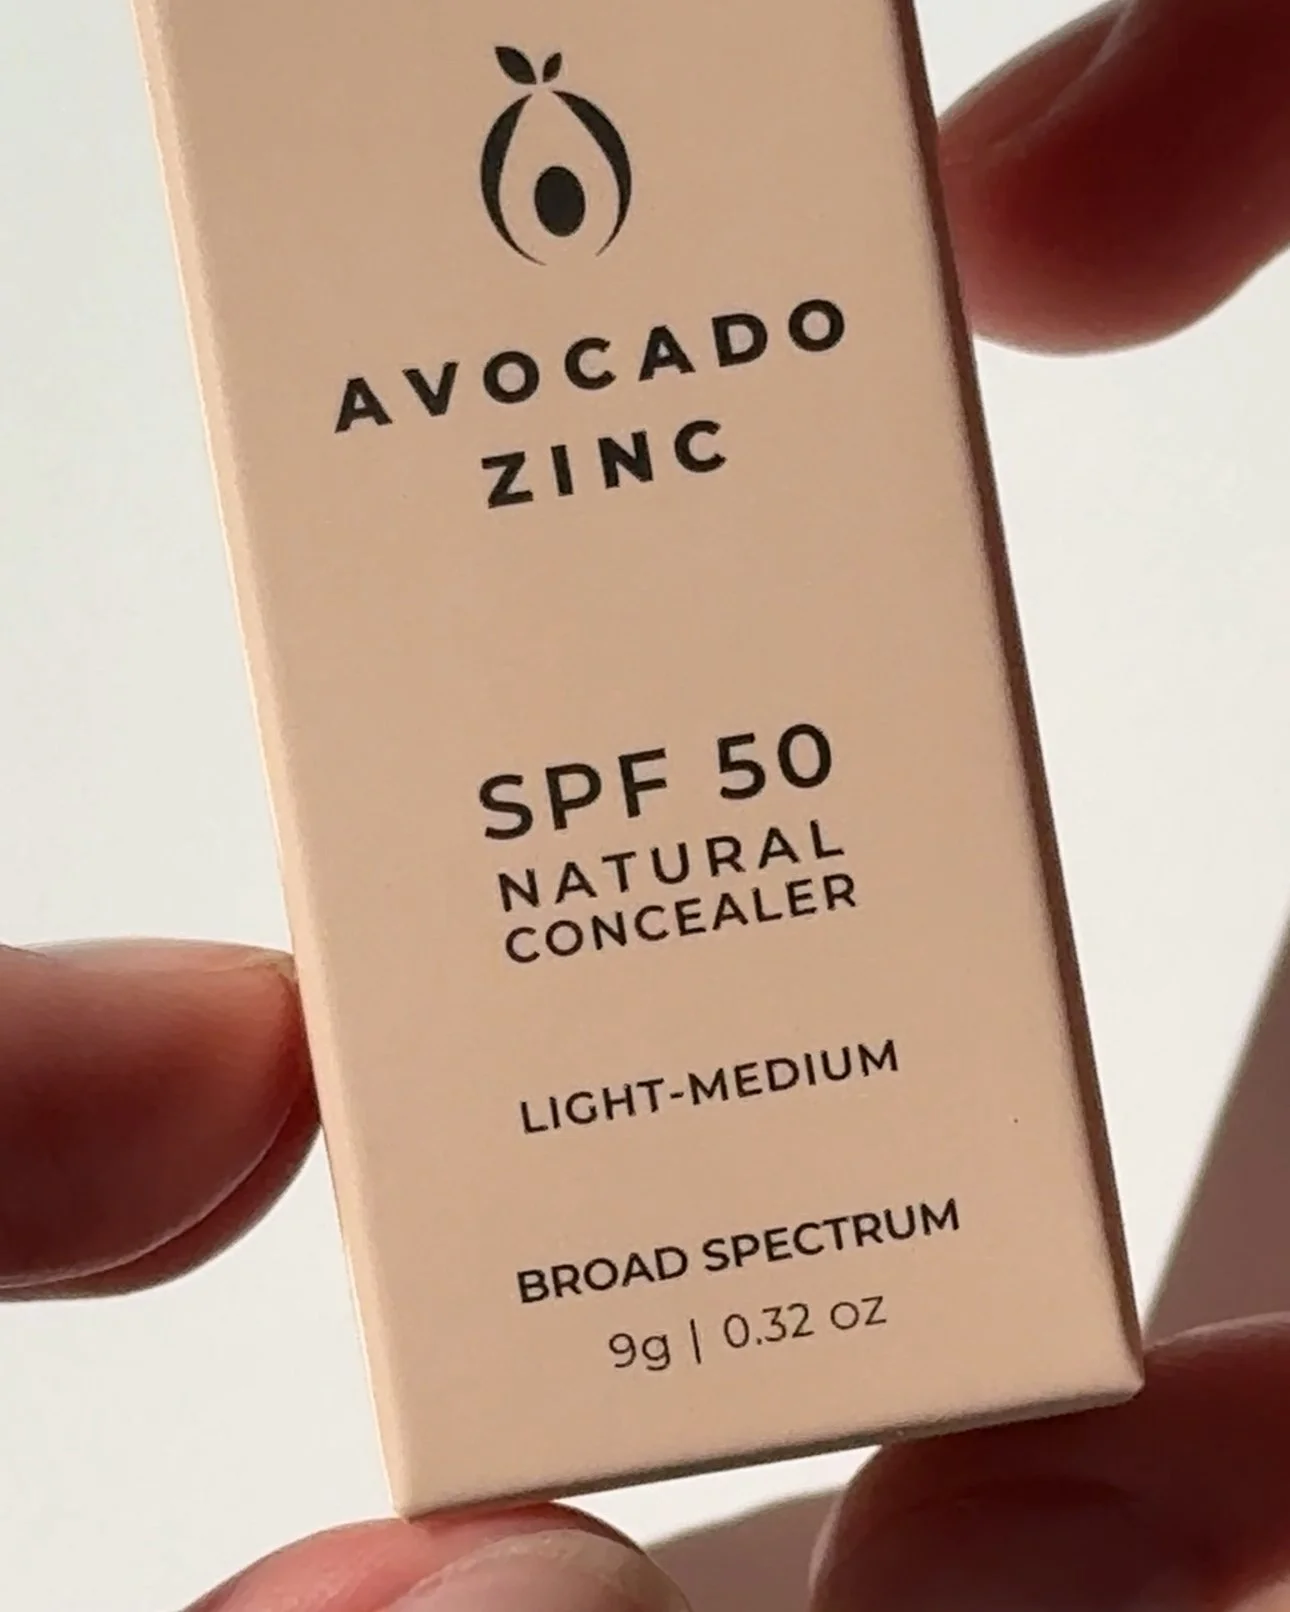 AVOCADO
ZINC
SPF 50
NATURAL
CONCEALER
LIGHT-MEDIUM
BROAD SPECTRUM
9g | 0.32 oz